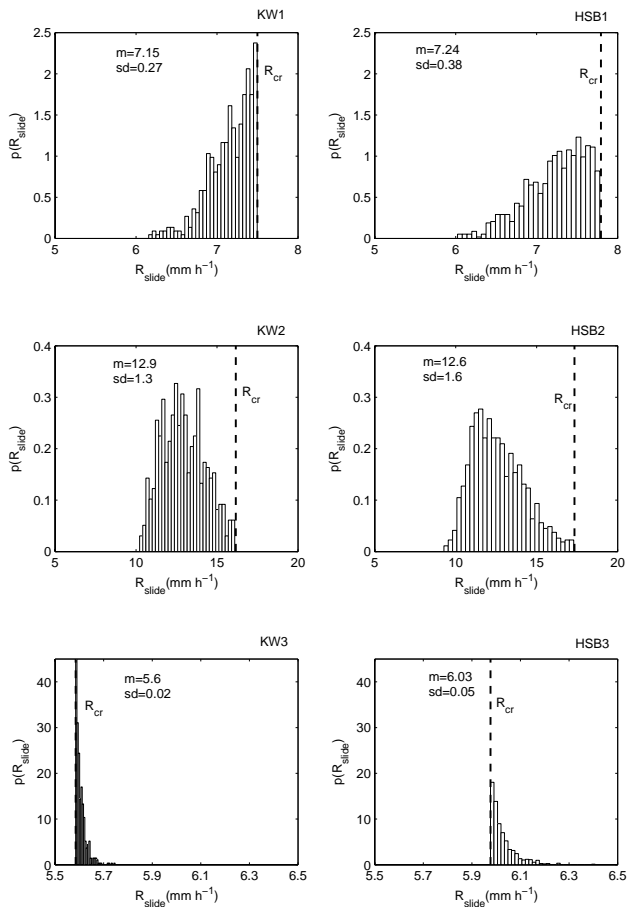 KW1
m=7.15
sd=0.27
R_cr
p(R_slide)
2.5
2
1.5
1
0.5
0
5 6 7 8
R_slide(mm h⁻¹)
HSB1
m=7.24
sd=0.38
R_cr
p(R_slide)
2.5
2
1.5
1
0.5
0
5 6 7 8
R_slide(mm h⁻¹)
KW2
m=12.9
sd=1.3
R_cr
p(R_slide)
0.4
0.3
0.2
0.1
0
5 10 15 20
R_slide(mm h⁻¹)
HSB2
m=12.6
sd=1.6
R_cr
p(R_slide)
0.4
0.3
0.2
0.1
0
5 10 15 20
R_slide(mm h⁻¹)
KW3
m=5.6
sd=0.02
R_cr
p(R_slide)
40
30
20
10
0
5.5 5.7 5.9 6.1 6.3 6.5
R_slide(mm h⁻¹)
HSB3
m=6.03
sd=0.05
R_cr
p(R_slide)
40
30
20
10
0
5.5 5.7 5.9 6.1 6.3 6.5
R_slide(mm h⁻¹)